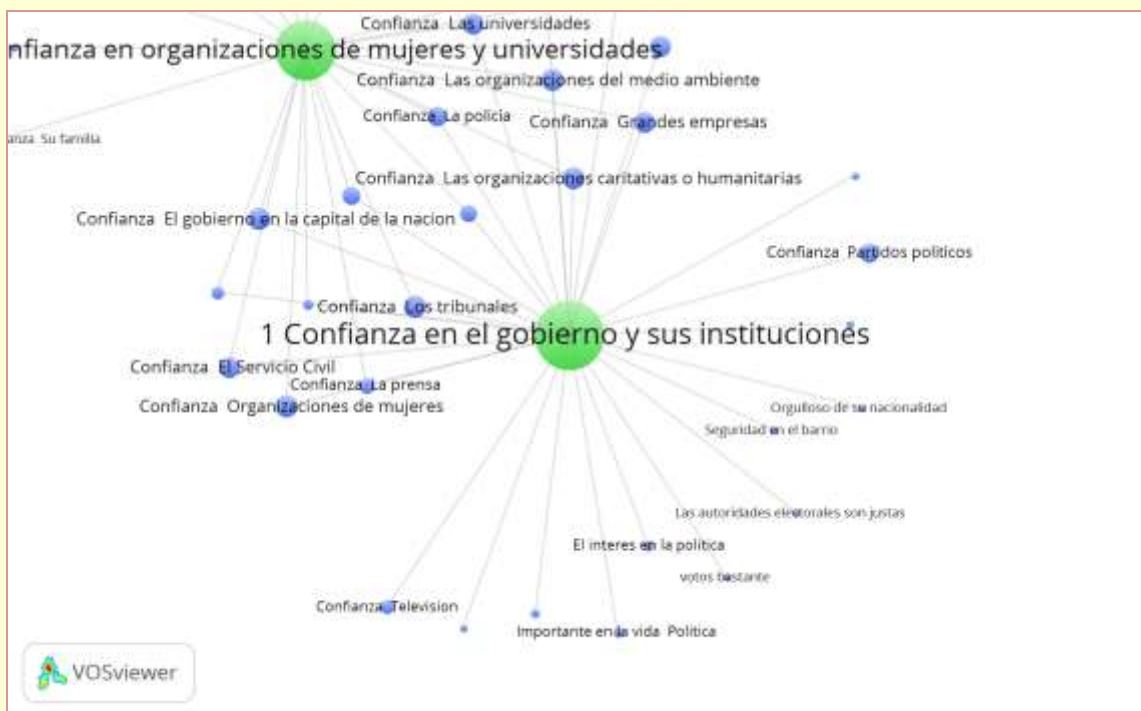 Confianza Las universidades
nfianza en organizaciones de mujeres y universidades
Confianza Las organizaciones del medio ambiente
Confianza La policia
Confianza Grandes empresas
anza Su familia
Confianza Las organizaciones caritativas o humanitarias
Confianza El gobierno en la capital de la nacion
Confianza Partidos politicos
Confianza Los tribunales
1 Confianza en el gobierno y sus instituciones
Confianza El Servicio Civil
Confianza La prensa
Confianza Organizaciones de mujeres
Orgulloso de su nacionalidad
Seguridad en el barrio
Las autoridades electorales son justas
El interes en la política
votos bastante
Confianza Television
Importante en la vida Política
VOSviewer